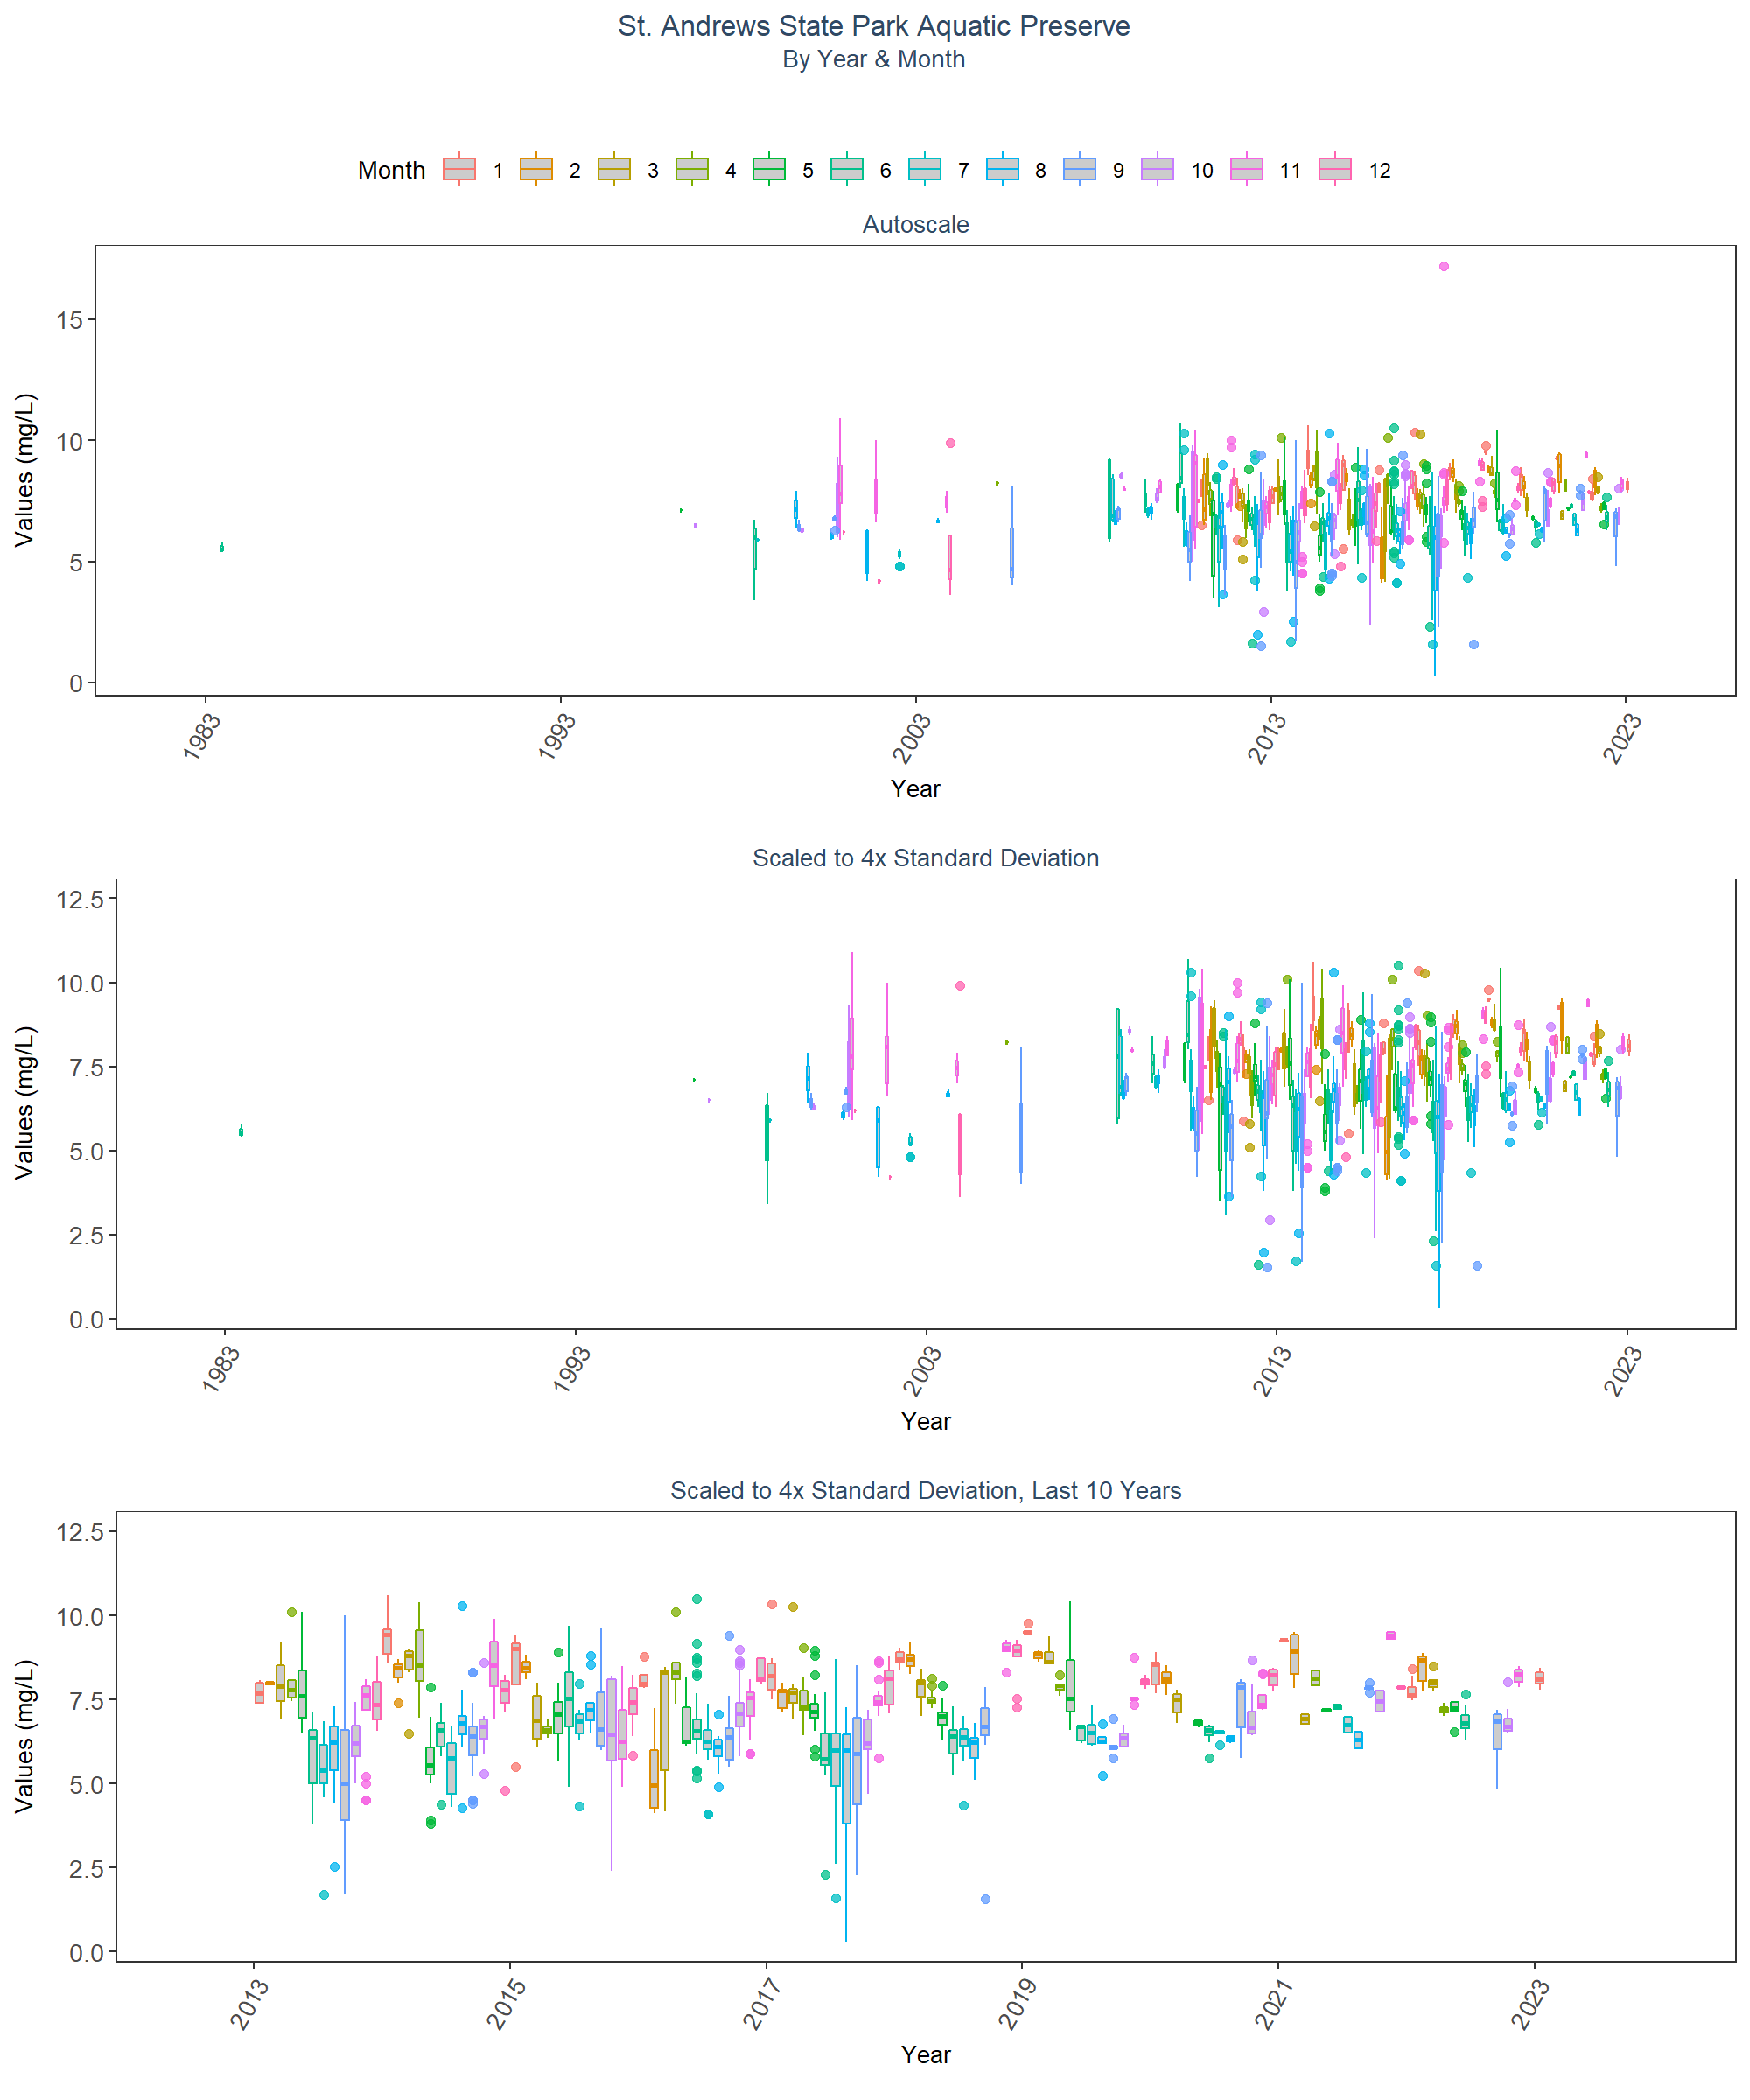 St. Andrews State Park Aquatic Preserve
By Year & Month
Month 1 2 3 4 5 6 7 8 9 10 11 12
Autoscale
Values (mg/L)
15
10
5
0
1983 1993 2003 2013 2023
Year
Scaled to 4x Standard Deviation
Values (mg/L)
12.5
10.0
7.5
5.0
2.5
0.0
1983 1993 2003 2013 2023
Year
Scaled to 4x Standard Deviation, Last 10 Years
Values (mg/L)
12.5
10.0
7.5
5.0
2.5
0.0
2013 2015 2017 2019 2021 2023
Year